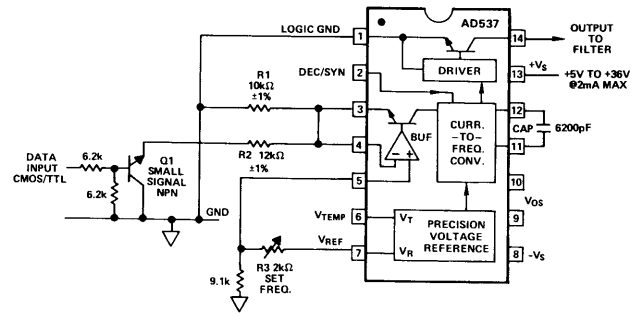 AD537
LOGIC GND
1
14
OUTPUT
TO
FILTER
DRIVER
+VS
13
+5V TO +36V
@2mA MAX
DEC/SYN
2
R1
10kΩ
±1%
3
12
CAP
6200pF
BUF
CURR.
-TO-
FREQ.
CONV.
11
4
R2 12kΩ
±1%
- +
DATA
INPUT
CMOS/TTL
6.2k
6.2k
Q1
SMALL
SIGNAL
NPN
5
10
VOS
GND
VTEMP
6
VT
PRECISION
VOLTAGE
REFERENCE
9
VREF
7
VR
8
-VS
R3 2kΩ
SET
FREQ.
9.1k